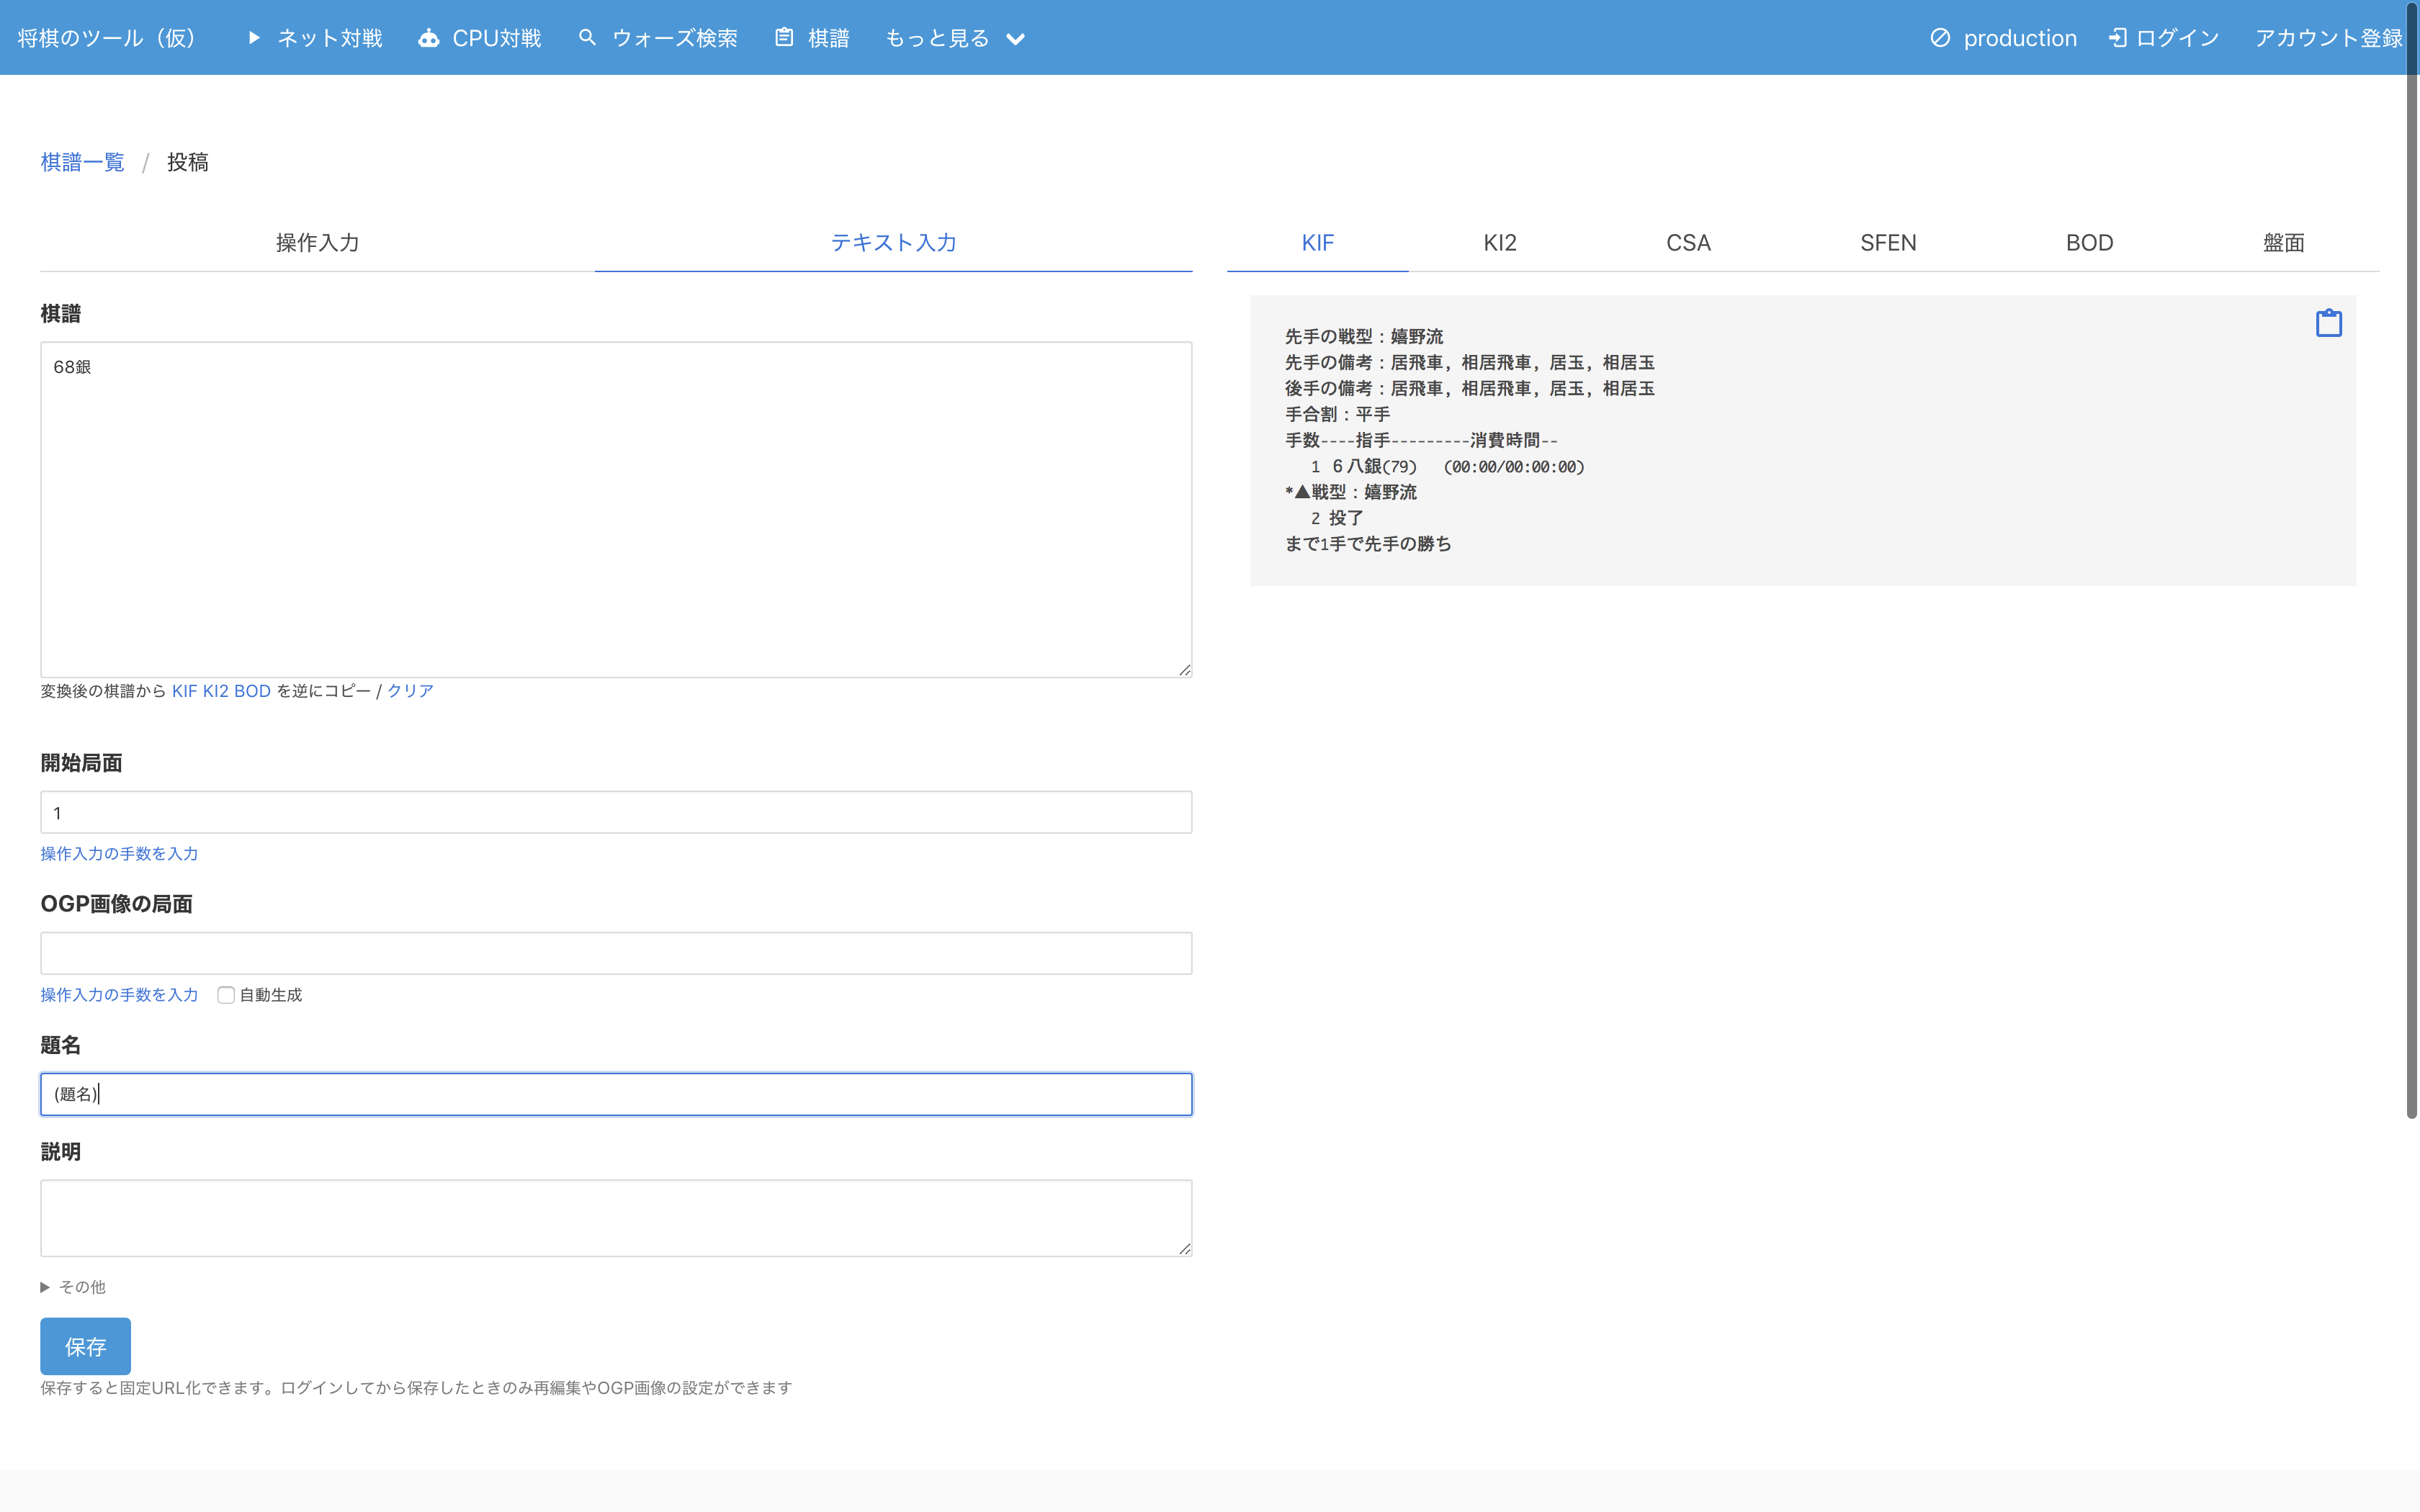 将棋のツール（仮） ネット対戦 CPU対戦 ウォーズ検索 棋譜 もっと見る production ログイン アカウント登録
棋譜一覧 / 投稿
操作入力 テキスト入力
棋譜
68銀
変換後の棋譜から KIF KI2 BOD を逆にコピー / クリア
開始局面
1
操作入力の手数を入力
OGP画像の局面
操作入力の手数を入力 自動生成
題名
(題名)
説明
その他
保存
保存すると固定URL化できます。ログインしてから保存したときのみ再編集やOGP画像の設定ができます
KIF KI2 CSA SFEN BOD 盤面
先手の戦型：嬉野流
先手の備考：居飛車, 相居飛車, 居玉, 相居玉
後手の備考：居飛車, 相居飛車, 居玉, 相居玉
手合割：平手
手数----指手---------消費時間--
1 ６八銀(79) (00:00/00:00:00)
*▲戦型：嬉野流
2 投了
まで1手で先手の勝ち